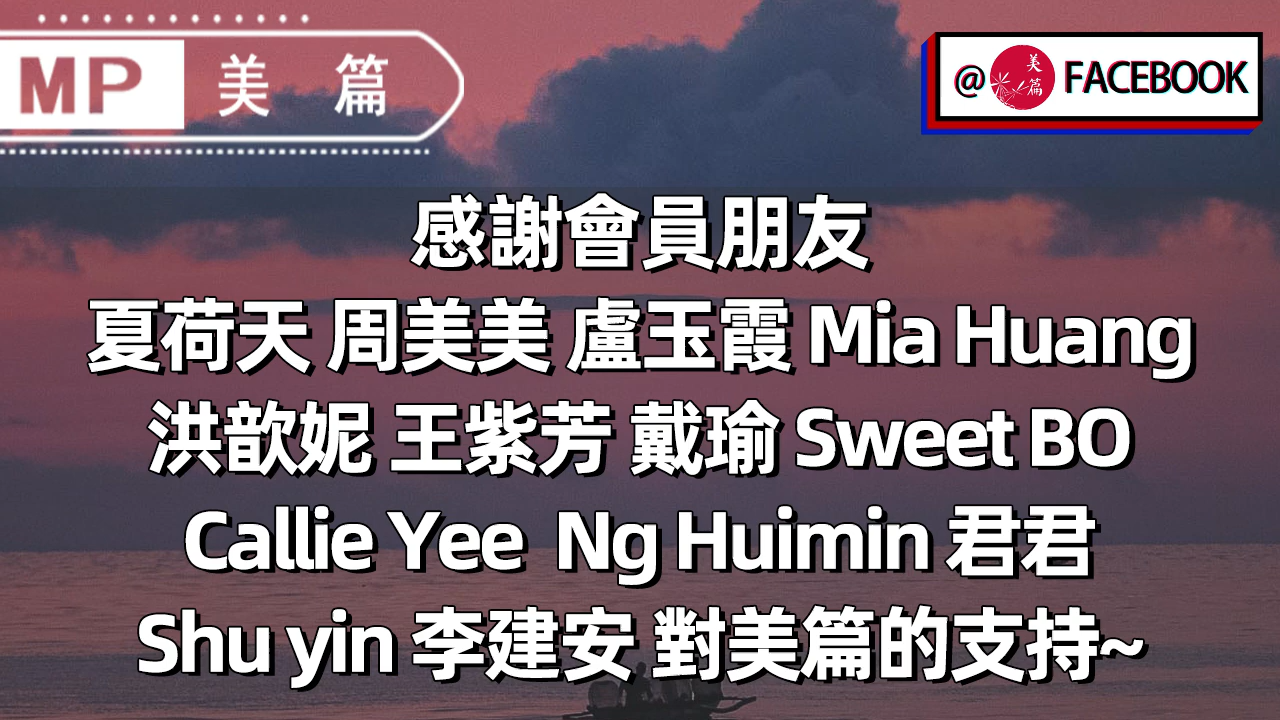 MP 美篇
@美篇 FACEBOOK
感謝會員朋友
夏荷天 周美美 盧玉霞 Mia Huang
洪歆妮 王紫芳 戴瑜 Sweet BO
Callie Yee Ng Huimin 君君
Shu yin 李建安 對美篇的支持~